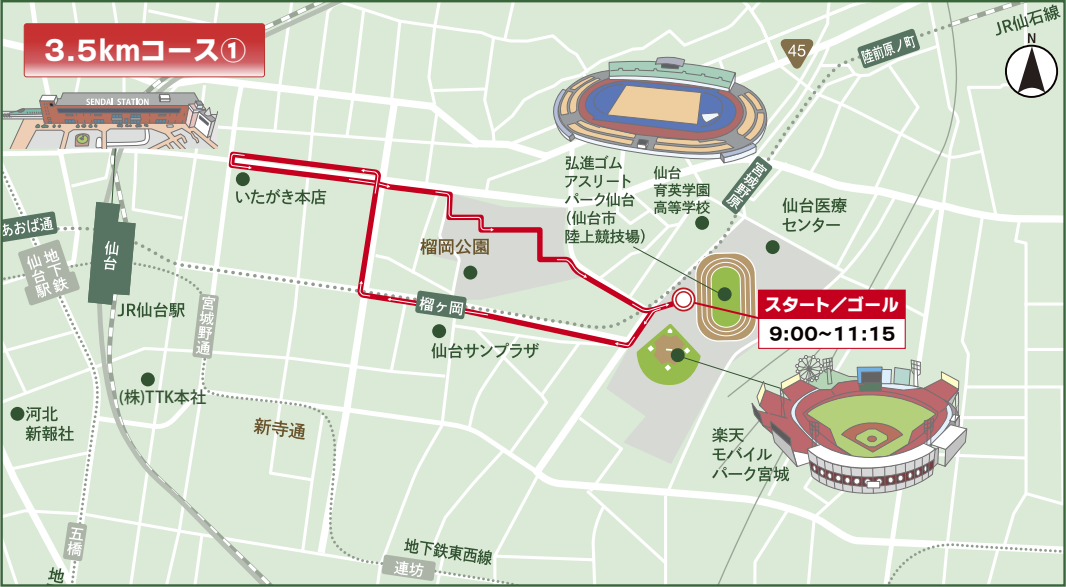 3.5kmコース①
SENDAI STATION
JR仙石線
N
45
陸前原ノ町
いたがき本店
弘進ゴム
アスリート
パーク仙台
(仙台市
陸上競技場)
仙台
育英学園
高等学校
宮城野原
仙台医療
センター
あおば通
仙台
地下鉄
仙台駅
榴岡公園
JR仙台駅
宮城野通
榴ヶ岡
スタート/ゴール
9:00~11:15
仙台サンプラザ
(株)TTK本社
河北
新報社
新寺通
楽天
モバイル
パーク宮城
五橋
地下鉄東西線
連坊
地